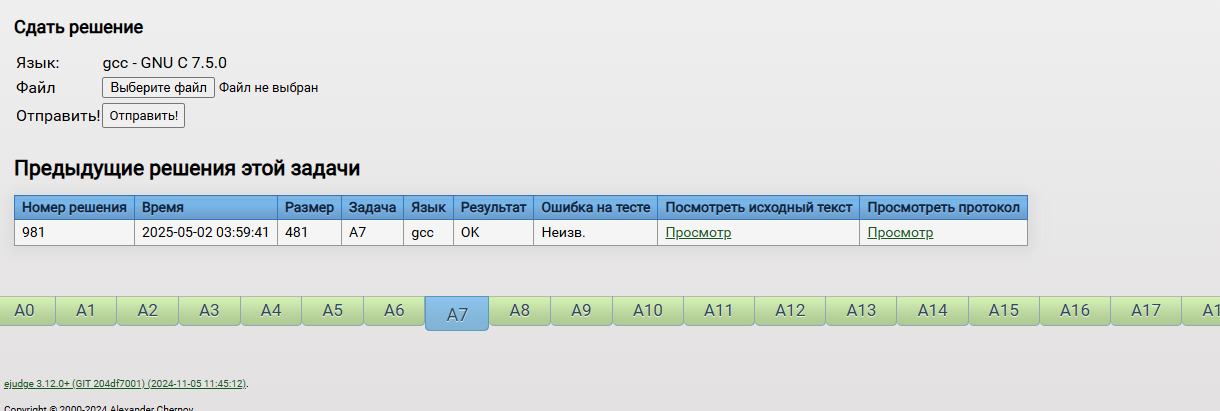 Сдать решение
Язык: gcc - GNU C 7.5.0
Файл Выберите файл Файл не выбран
Отправить! Отправить!
Предыдущие решения этой задачи
Номер решения Время Размер Задача Язык Результат Ошибка на тесте Посмотреть исходный текст Просмотреть протокол
981 2025-05-02 03:59:41 481 A7 gcc OK Неизв. Просмотр Просмотр
A0 A1 A2 A3 A4 A5 A6 A7 A8 A9 A10 A11 A12 A13 A14 A15 A16 A17
ejudge 3.12.0+ (GIT 204df7001) (2024-11-05 11:45:12).
Copyright © 2000-2024 Alexander Chernov